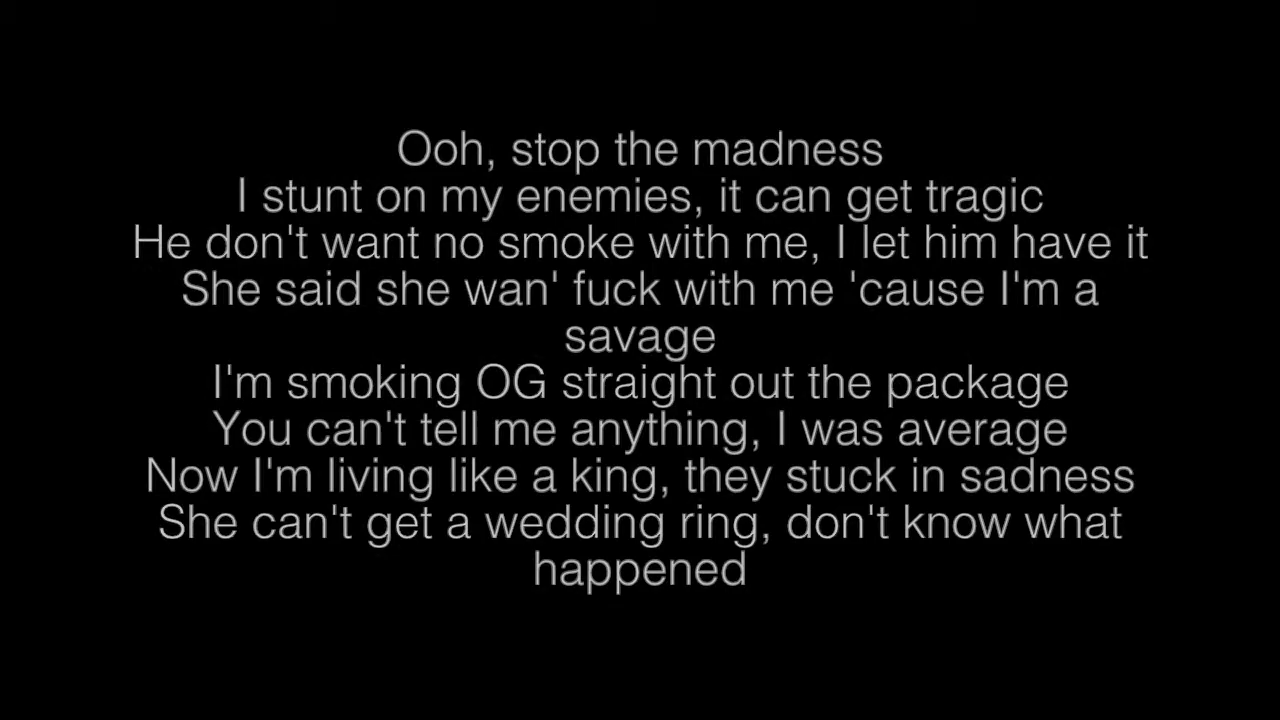 Ooh, stop the madness
I stunt on my enemies, it can get tragic
He don't want no smoke with me, I let him have it
She said she wan' fuck with me 'cause I'm a
savage
I'm smoking OG straight out the package
You can't tell me anything, I was average
Now I'm living like a king, they stuck in sadness
She can't get a wedding ring, don't know what
happened